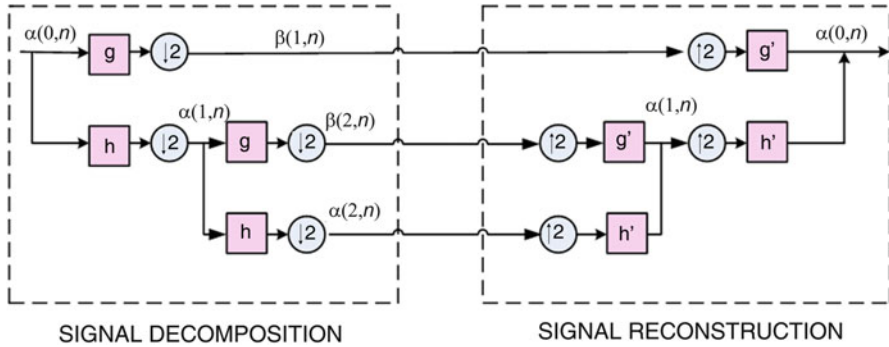 α(0,n) g ↓2 β(1,n) ↑2 g' α(0,n)
h ↓2 α(1,n) g ↓2 β(2,n) ↑2 g' α(1,n) ↑2 h'
h ↓2 α(2,n) ↑2 h'
SIGNAL DECOMPOSITION SIGNAL RECONSTRUCTION